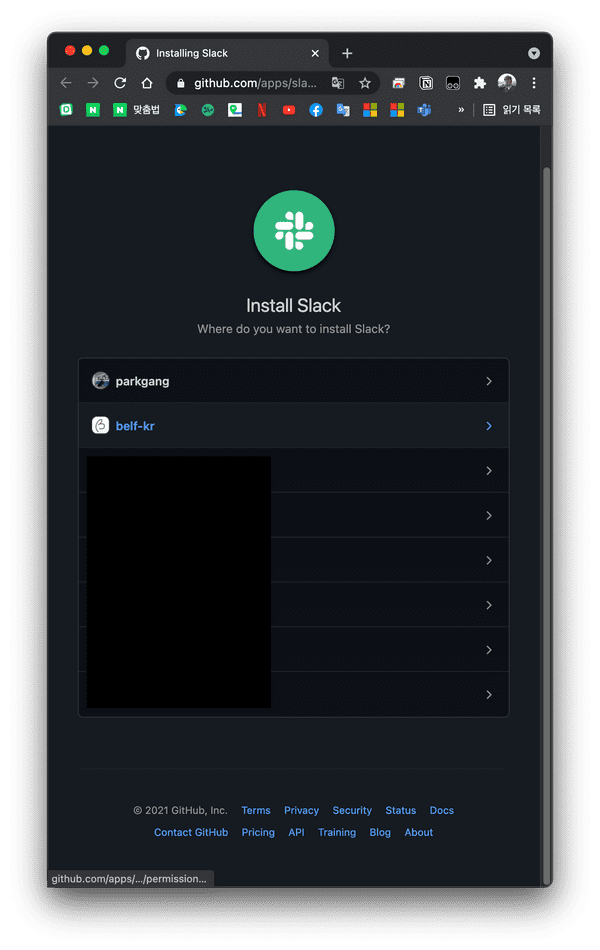 Installing Slack
github.com/apps/sla...
맞춤법
»
읽기 목록
Install Slack
Where do you want to install Slack?
parkgang
belf-kr
© 2021 GitHub, Inc. Terms Privacy Security Status Docs
Contact GitHub Pricing API Training Blog About
github.com/apps/.../permission...